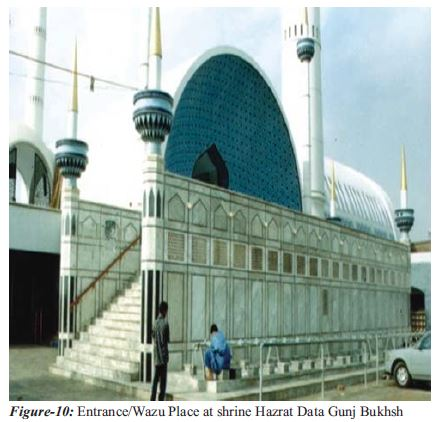 Figure-10: Entrance/Wazu Place at shrine Hazrat Data Gunj Bukhsh